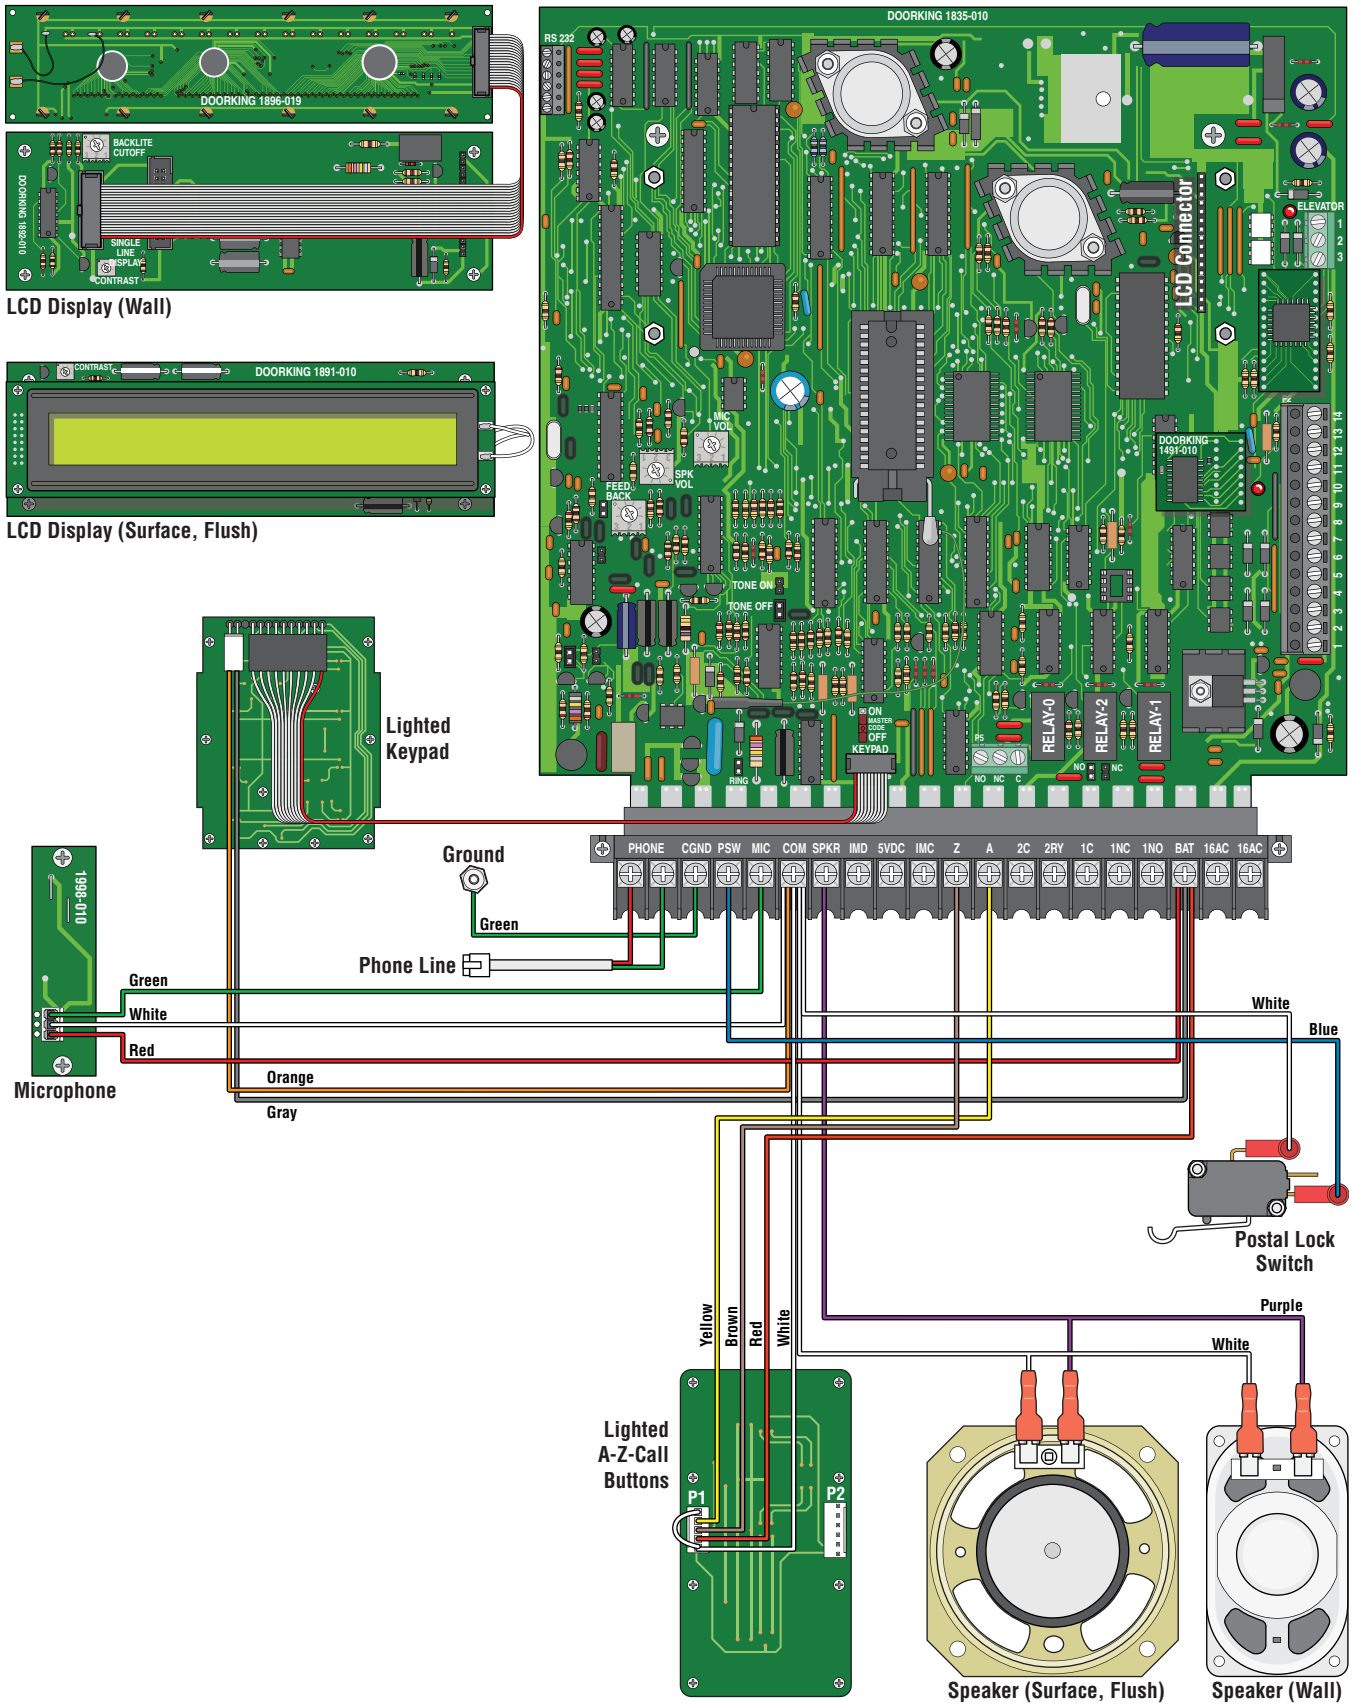 DOORKING 1896-019
BACKLITE
CUTOFF
DOORKING 1892-010
SINGLE
LINE
DISPLAY
CONTRAST
LCD Display (Wall)
CONTRAST
DOORKING 1891-010
LCD Display (Surface, Flush)
DOORKING 1835-010
RS 232
LCD Connector
ELEVATOR
1
2
3
P2
14
13
12
11
10
9
8
7
6
5
4
3
2
1
DOORKING
1491-010
MIC
VOL
SPK
VOL
FEED
BACK
TONE ON
TONE OFF
ON
MASTER
CODE
OFF
KEYPAD
RING
P5
NO NC C
RELAY-0
RELAY-2
RELAY-1
NO
NC
Lighted
Keypad
PHONE CGND PSW MIC COM SPKR IMD 5VDC IMC Z A 2C 2RY 1C 1NC 1NO BAT 16AC 16AC
Ground
Green
Phone Line
1998-010
Green
White
Red
Microphone
Orange
Gray
White
Blue
Postal Lock
Switch
Yellow
Brown
Red
White
Purple
White
Lighted
A-Z-Call
Buttons
P1
P2
Speaker (Surface, Flush)
Speaker (Wall)